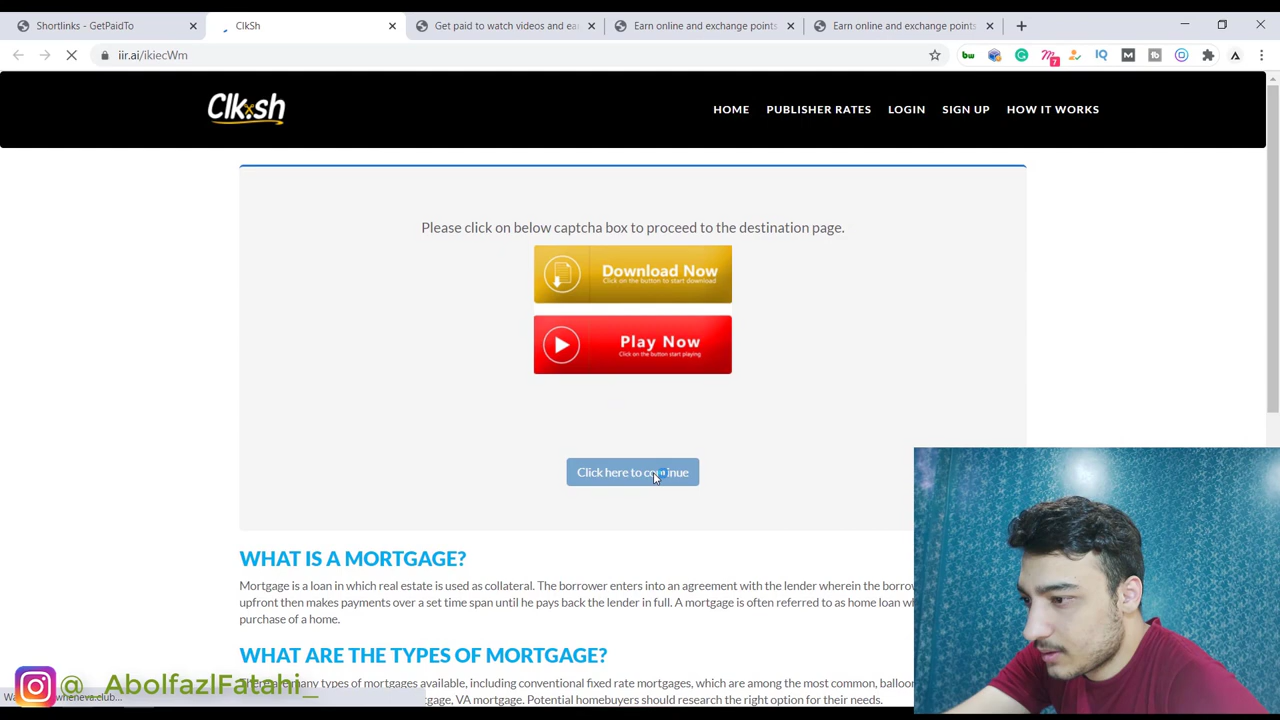 Shortlinks - GetPaidTo
ClkSh
Get paid to watch videos and ea
Earn online and exchange points
Earn online and exchange points
iir.ai/ikiecWm
7
Clk.sh
HOME
PUBLISHER RATES
LOGIN
SIGN UP
HOW IT WORKS
Please click on below captcha box to proceed to the destination page.
Download Now
Click on the button to start download
Play Now
Click on the button start playing
Click here to continue
WHAT IS A MORTGAGE?
Mortgage is a loan in which real estate is used as collateral. The borrower enters into an agreement with the lender wherein the borrow
upfront then makes payments over a set time span until he pays back the lender in full. A mortgage is often referred to as home loan wh
purchase of a home.
WHAT ARE THE TYPES OF MORTGAGE?
many types of mortgages available, including conventional fixed rate mortgages, which are among the most common, balloon
gage, VA mortgage. Potential homebuyers should research the right option for their needs.
@_AbolfazlFatahi_